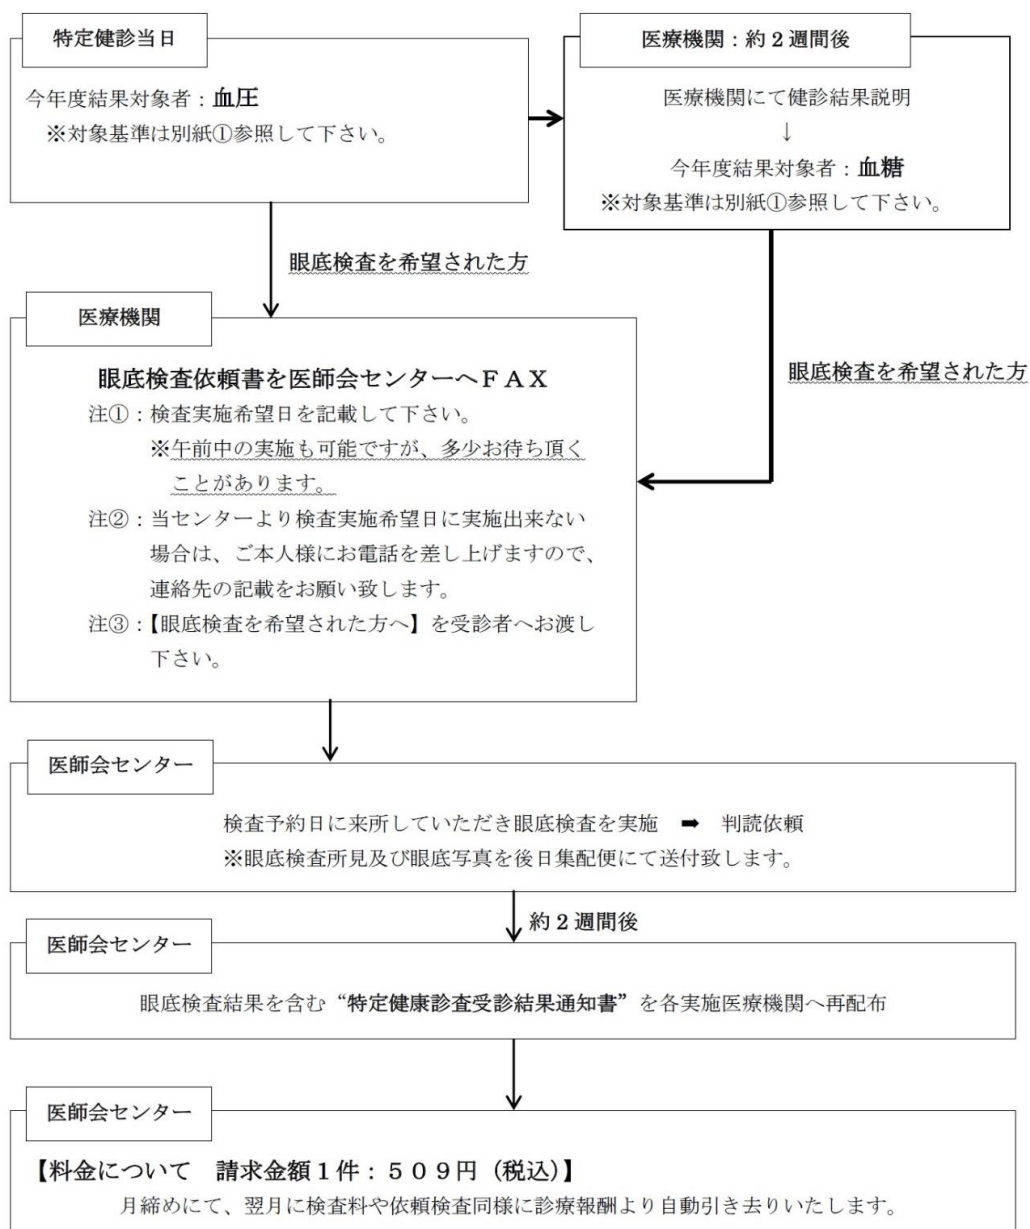 特定健診当日
今年度結果対象者：血圧
※対象基準は別紙①参照して下さい。
医療機関：約２週間後
医療機関にて健診結果説明
↓
今年度結果対象者：血糖
※対象基準は別紙①参照して下さい。
眼底検査を希望された方
眼底検査を希望された方
医療機関
眼底検査依頼書を医師会センターへＦＡＸ
注①：検査実施希望日を記載して下さい。
※午前中の実施も可能ですが、多少お待ち頂く
ことがあります。
注②：当センターより検査実施希望日に実施出来ない
場合は、ご本人様にお電話を差し上げますので、
連絡先の記載をお願い致します。
注③：【眼底検査を希望された方へ】を受診者へお渡し
下さい。
医師会センター
検査予約日に来所していただき眼底検査を実施　➡　判読依頼
※眼底検査所見及び眼底写真を後日集配便にて送付致します。
約２週間後
医師会センター
眼底検査結果を含む“特定健康診査受診結果通知書”を各実施医療機関へ再配布
医師会センター
【料金について　請求金額１件：５０９円（税込）】
月締めにて、翌月に検査料や依頼検査同様に診療報酬より自動引き去りいたします。